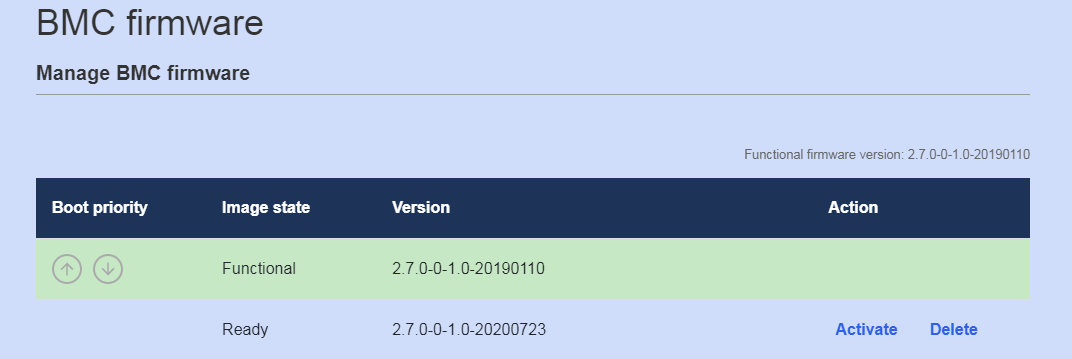 BMC firmware
Manage BMC firmware
Functional firmware version: 2.7.0-0-1.0-20190110
Boot priority Image state Version Action
Functional 2.7.0-0-1.0-20190110
Ready 2.7.0-0-1.0-20200723 Activate Delete